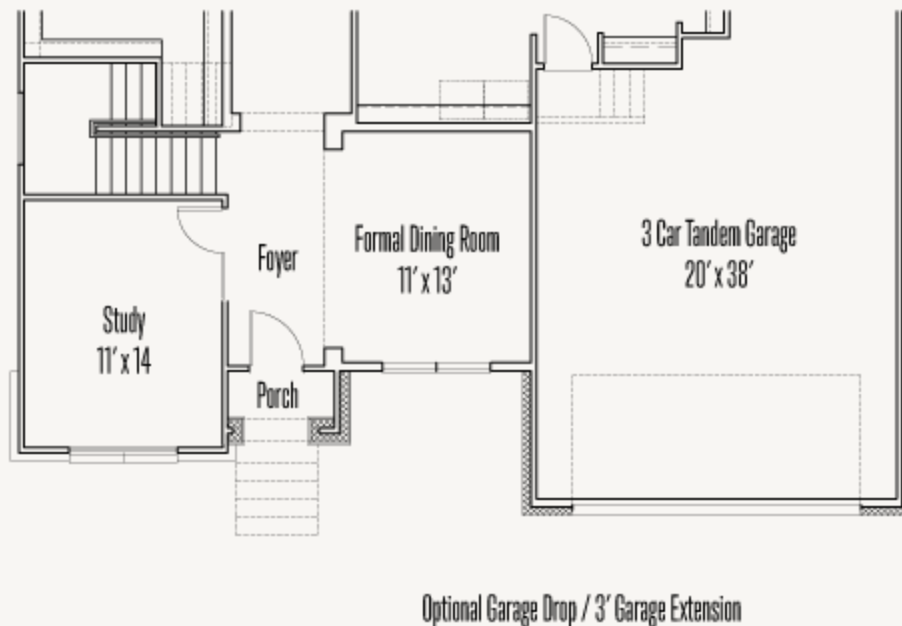 3 Car Tandem Garage
20' x 38'
Formal Dining Room
11' x 13'
Foyer
Study
11' x 14
Porch
Optional Garage Drop / 3' Garage Extension